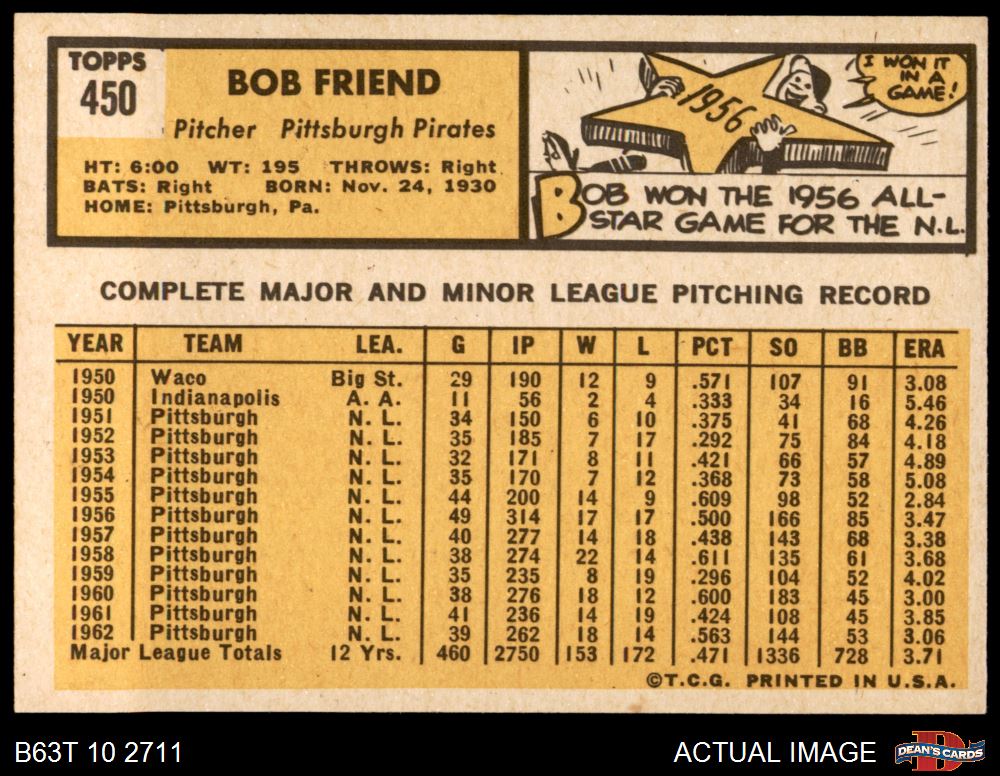 TOPPS
450
BOB FRIEND
Pitcher Pittsburgh Pirates
HT: 6:00 WT: 195 THROWS: Right
BATS: Right BORN: Nov. 24, 1930
HOME: Pittsburgh, Pa.
I WON IT
IN A
GAME!
1956
BOB WON THE 1956 ALL-
STAR GAME FOR THE N.L.
COMPLETE MAJOR AND MINOR LEAGUE PITCHING RECORD
YEAR TEAM LEA. G IP W L PCT SO BB ERA
1950 Waco Big St. 29 190 12 9 .571 107 91 3.08
1950 Indianapolis A. A. 11 56 2 4 .333 34 16 5.46
1951 Pittsburgh N. L. 34 150 6 10 .375 41 68 4.26
1952 Pittsburgh N. L. 35 185 7 17 .292 75 84 4.18
1953 Pittsburgh N. L. 32 171 8 11 .421 66 57 4.89
1954 Pittsburgh N. L. 35 170 7 12 .368 73 58 5.08
1955 Pittsburgh N. L. 44 200 14 9 .609 98 52 2.84
1956 Pittsburgh N. L. 49 314 17 17 .500 166 85 3.47
1957 Pittsburgh N. L. 40 277 14 18 .438 143 68 3.38
1958 Pittsburgh N. L. 38 274 22 14 .611 135 61 3.68
1959 Pittsburgh N. L. 35 235 8 19 .296 104 52 4.02
1960 Pittsburgh N. L. 38 276 18 12 .600 183 45 3.00
1961 Pittsburgh N. L. 41 236 14 19 .424 108 45 3.85
1962 Pittsburgh N. L. 39 262 18 14 .563 144 53 3.06
Major League Totals 12 Yrs. 460 2750 153 172 .471 1336 728 3.71
©T.C.G. PRINTED IN U.S.A.
B63T 10 2711
ACTUAL IMAGE
DEAN'S CARDS